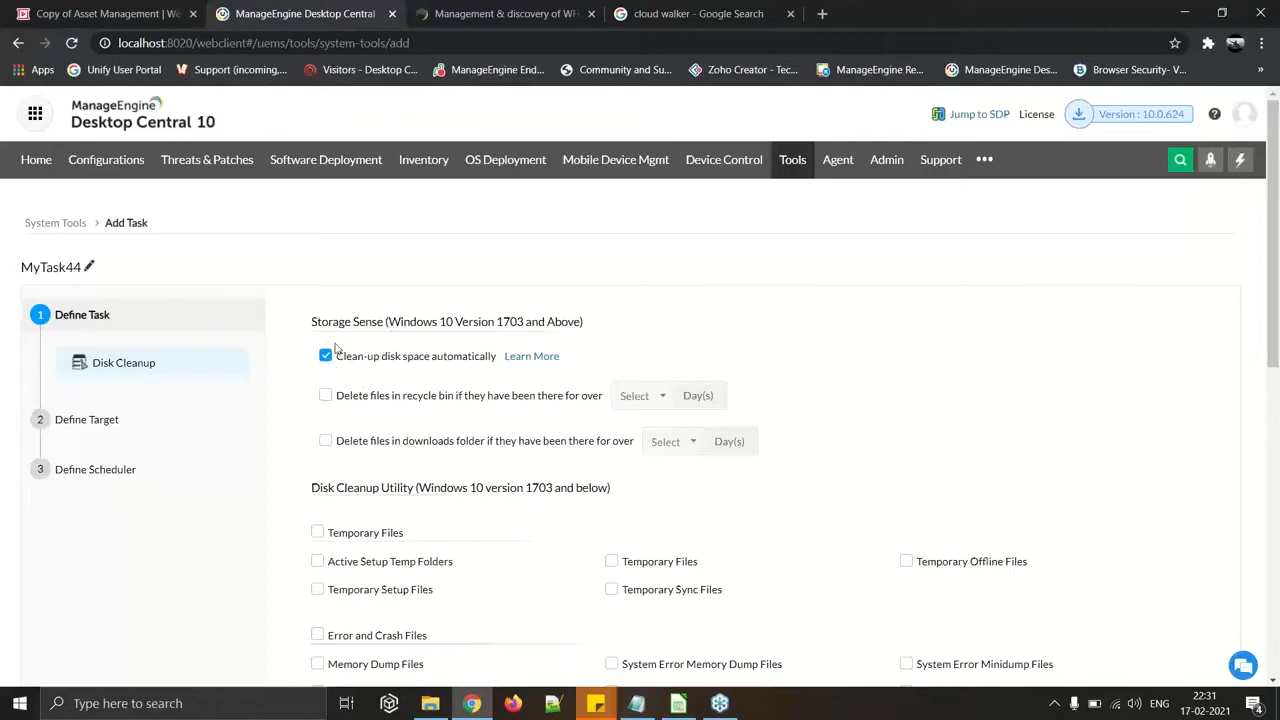 Copy of Asset Management | We
ManageEngine Desktop Central
Management & discovery of WF
cloud walker - Google Search
localhost:8020/webclient#/uems/tools/system-tools/add
Apps
Unify User Portal
Support (incoming,...
Visitors - Desktop C...
ManageEngine End...
Community and Su...
Zoho Creator - Tec...
ManageEngine Re...
ManageEngine Des...
Browser Security- V...
»
ManageEngine
Desktop Central 10
Jump to SDP
License
Version : 10.0.624
Home
Configurations
Threats & Patches
Software Deployment
Inventory
OS Deployment
Mobile Device Mgmt
Device Control
Tools
Agent
Admin
Support
•••
System Tools > Add Task
MyTask44
1 Define Task
Disk Cleanup
2 Define Target
3 Define Scheduler
Storage Sense (Windows 10 Version 1703 and Above)
Clean-up disk space automatically Learn More
Delete files in recycle bin if they have been there for over Select Day(s)
Delete files in downloads folder if they have been there for over Select Day(s)
Disk Cleanup Utility (Windows 10 version 1703 and below)
Temporary Files
Active Setup Temp Folders Temporary Files Temporary Offline Files
Temporary Setup Files Temporary Sync Files
Error and Crash Files
Memory Dump Files System Error Memory Dump Files System Error Minidump Files
Type here to search
ENG
22:31
17-02-2021
4